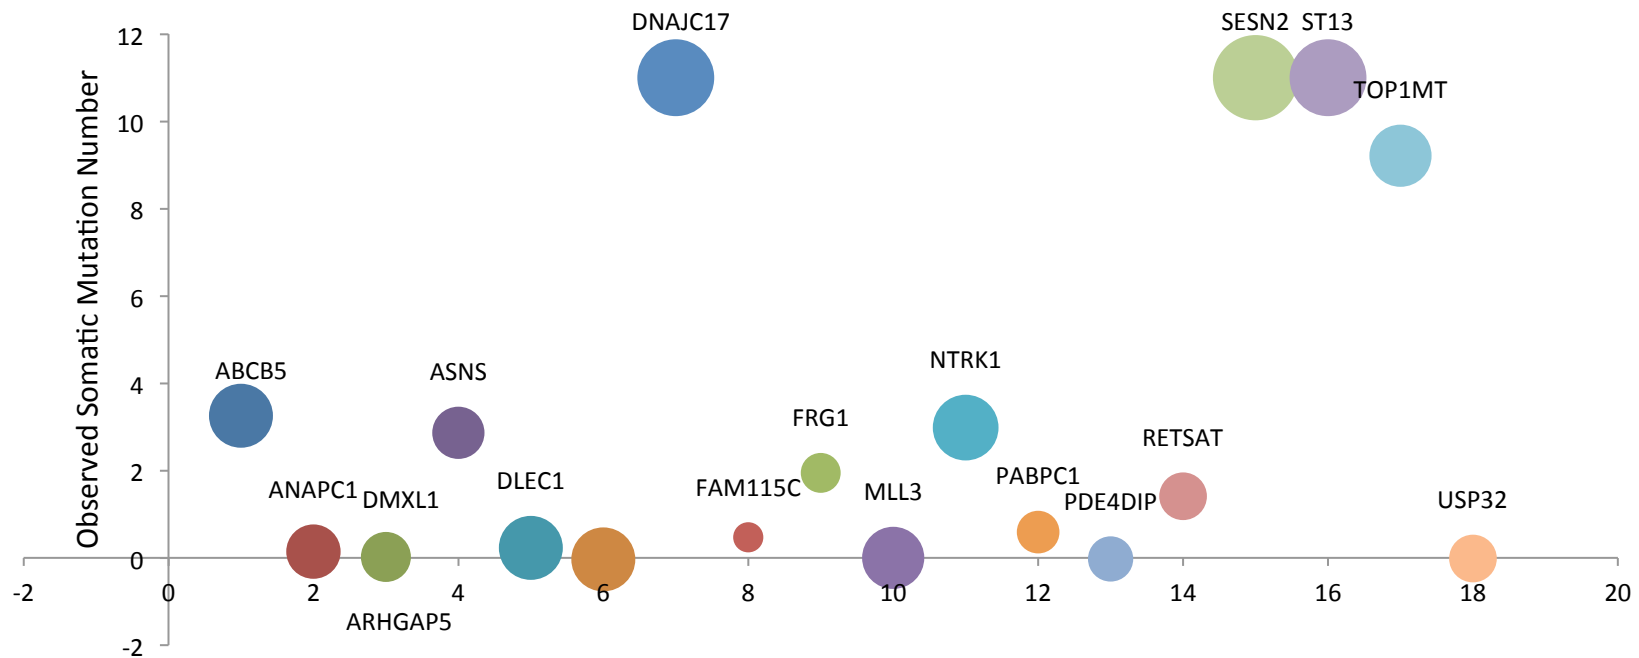 DNAJC17
SESN2
ST13
TOP1MT
ABCB5
ASNS
NTRK1
FRG1
RETSAT
ANAPC1
DMXL1
DLEC1
FAM115C
MLL3
PABPC1
PDE4DIP
USP32
ARHGAP5
Observed Somatic Mutation Number
12
10
8
6
4
2
0
-2
-2
0
2
4
6
8
10
12
14
16
18
20